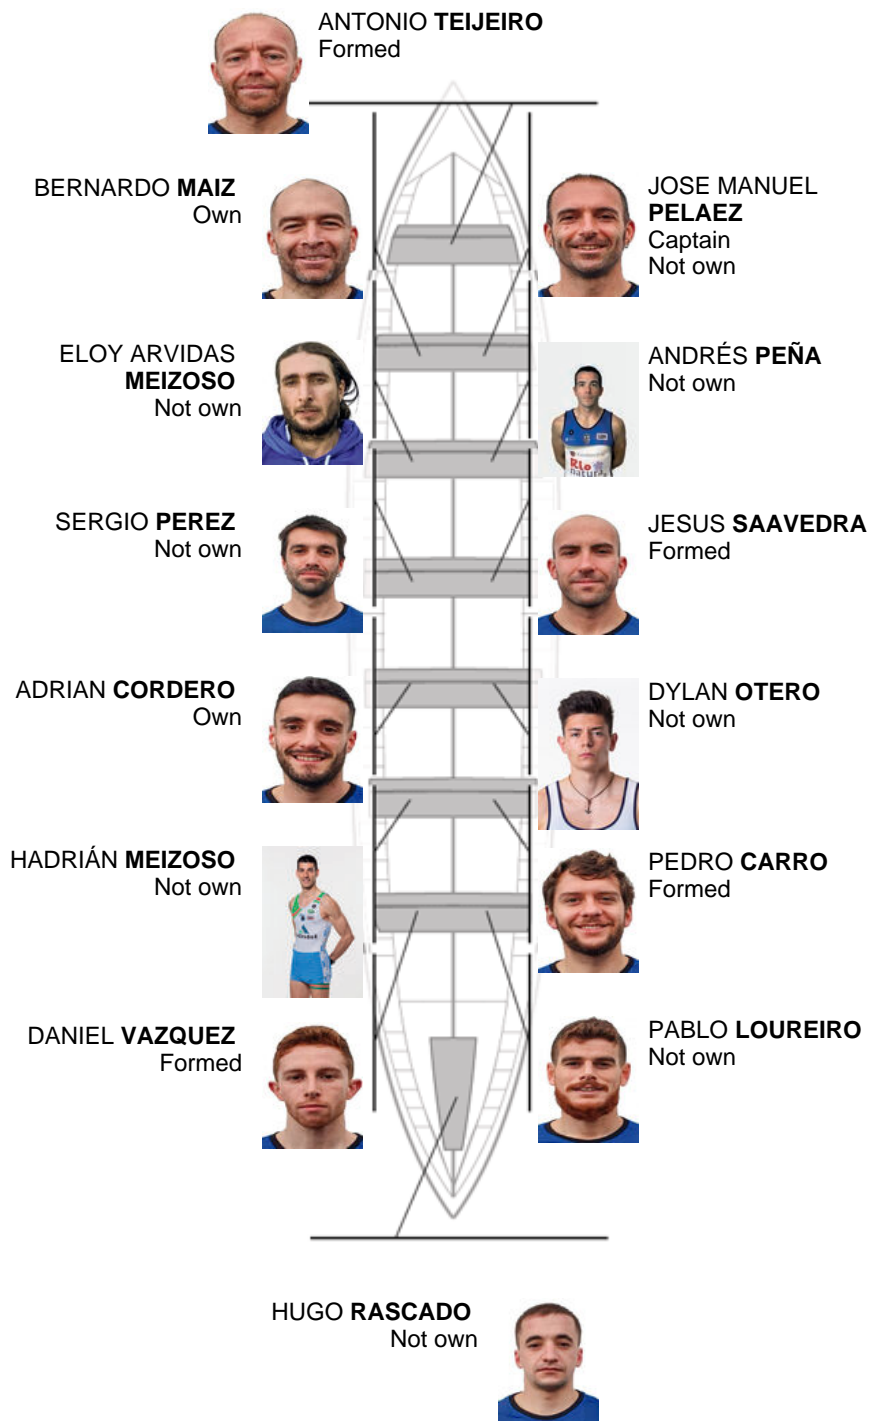 ANTONIO TEIJEIRO
Formed
BERNARDO MAIZ
Own
JOSE MANUEL
PELAEZ
Captain
Not own
ELOY ARVIDAS
MEIZOSO
Not own
ANDRÉS PEÑA
Not own
Rio
natura
SERGIO PEREZ
Not own
JESUS SAAVEDRA
Formed
ADRIAN CORDERO
Own
DYLAN OTERO
Not own
HADRIÁN MEIZOSO
Not own
PEDRO CARRO
Formed
DANIEL VAZQUEZ
Formed
PABLO LOUREIRO
Not own
HUGO RASCADO
Not own